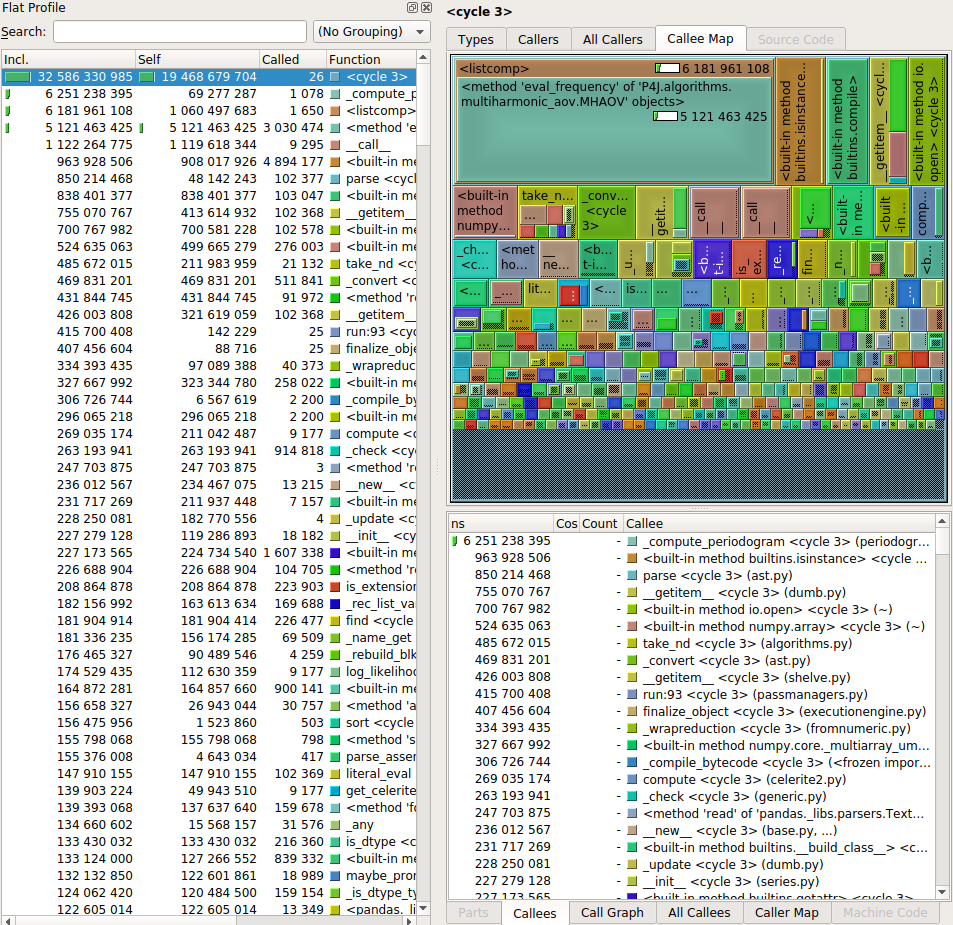 Flat Profile
Search:
(No Grouping)
Incl. Self Called Function
32 586 330 985 19 468 679 704 26 <cycle 3>
6 251 238 395 69 277 287 1 078 _compute_p
6 181 961 108 1 060 497 683 1 650 <listcomp>
5 121 463 425 5 121 463 425 3 030 474 <method 'e
1 122 264 775 1 119 618 344 9 295 __call__
963 928 506 908 017 926 4 894 177 <built-in me
850 214 468 48 142 243 102 377 parse <cycl
838 401 377 838 401 377 103 047 <built-in me
755 070 767 413 614 932 102 368 __getitem__
700 767 982 700 581 228 102 578 <built-in me
524 635 063 499 665 279 276 003 <built-in me
485 672 015 211 983 959 21 132 take_nd <cy
469 831 201 469 831 201 511 841 _convert <c
431 844 745 431 844 745 91 972 <method 'r
426 003 808 321 619 059 102 368 __getitem__
415 700 408 142 229 25 run:93 <cyc
407 456 604 88 716 25 finalize_obje
334 393 435 97 089 388 40 373 _wrapreduc
327 667 992 323 344 780 258 022 <built-in me
306 726 744 6 567 619 2 200 _compile_by
296 065 218 296 065 218 2 200 <built-in me
269 035 174 211 042 487 9 177 compute <c
263 193 941 263 193 941 914 818 _check <cyc
247 703 875 247 703 875 3 <method 're
236 012 567 234 467 075 13 215 __new__ <c
231 717 269 211 937 448 7 157 <built-in me
228 250 081 182 770 556 4 _update <c
227 279 128 119 286 893 18 182 __init__ <cy
227 173 565 224 734 540 1 607 338 <built-in me
226 688 904 226 688 904 104 705 <method 'r
208 864 878 208 864 878 223 903 is_extension
182 156 992 163 613 634 169 688 _rec_list_va
181 904 914 181 904 414 226 477 find <cycle
181 336 235 156 174 285 69 509 _name_get
176 465 327 90 489 546 4 259 _rebuild_blk
174 529 435 112 630 359 9 177 log_likelihoo
164 872 281 164 857 660 900 141 <built-in me
156 658 327 26 943 044 30 757 <method 'a
156 475 956 1 523 860 503 sort <cycle
155 798 068 155 798 068 798 <method 's
155 376 008 4 643 034 417 parse_asser
147 910 155 147 910 155 102 369 literal_eval
139 903 224 49 943 510 9 177 get_celerite
139 393 068 137 637 640 159 678 <method 'fo
134 660 602 15 568 157 31 576 _any
133 430 032 133 430 032 216 360 is_dtype <c
133 124 000 127 266 552 839 332 <built-in me
132 132 850 122 601 861 18 989 maybe_pror
124 062 420 120 484 500 159 154 _is_dtype_ty
122 605 014 122 605 014 13 349 <pandas._li
<cycle 3>
Types Callers All Callers Callee Map Source Code
<listcomp> 6 181 961 108
<method 'eval_frequency' of 'P4J.algorithms.
multiharmonic_aov.MHAOV' objects>
5 121 463 425
<built-in method
builtins.isinstance...
<built-in method
builtins.compile>
__getitem__ <cycl...
<built-in method io.
open> <cycle 3>
<built-in
method
numpy...
take_n...
...
_conv...
<cycle
3>
__getit...
__call
...
__call
...
<...
<built-
in me...
<built
in ...
comp...
_ch...
<c...
<met
ho...
__
ne...
<b...
t-i...
_u...
<b...
t-i...
is_
ex...
_re...
fin...
_n...
<b...
<... _... lit... ... <... is... ... ...
ns Cos Count Callee
6 251 238 395 - _compute_periodogram <cycle 3> (periodogr...
963 928 506 - <built-in method builtins.isinstance> <cycle ...
850 214 468 - parse <cycle 3> (ast.py)
755 070 767 - __getitem__ <cycle 3> (dumb.py)
700 767 982 - <built-in method io.open> <cycle 3> (~)
524 635 063 - <built-in method numpy.array> <cycle 3> (~)
485 672 015 - take_nd <cycle 3> (algorithms.py)
469 831 201 - _convert <cycle 3> (ast.py)
426 003 808 - __getitem__ <cycle 3> (shelve.py)
415 700 408 - run:93 <cycle 3> (passmanagers.py)
407 456 604 - finalize_object <cycle 3> (executionengine.py)
334 393 435 - _wrapreduction <cycle 3> (fromnumeric.py)
327 667 992 - <built-in method numpy.core._multiarray_um...
306 726 744 - _compile_bytecode <cycle 3> (<frozen impor...
269 035 174 - compute <cycle 3> (celerite2.py)
263 193 941 - _check <cycle 3> (generic.py)
247 703 875 - <method 'read' of 'pandas._libs.parsers.Text...
236 012 567 - __new__ <cycle 3> (base.py, ...)
231 717 269 - <built-in method builtins.__build_class__> <c...
228 250 081 - _update <cycle 3> (dumb.py)
227 279 128 - __init__ <cycle 3> (series.py)
227 173 565 - <built-in method builtins.getattr> <cycle 3> (~)
Parts Callees Call Graph All Callees Caller Map Machine Code